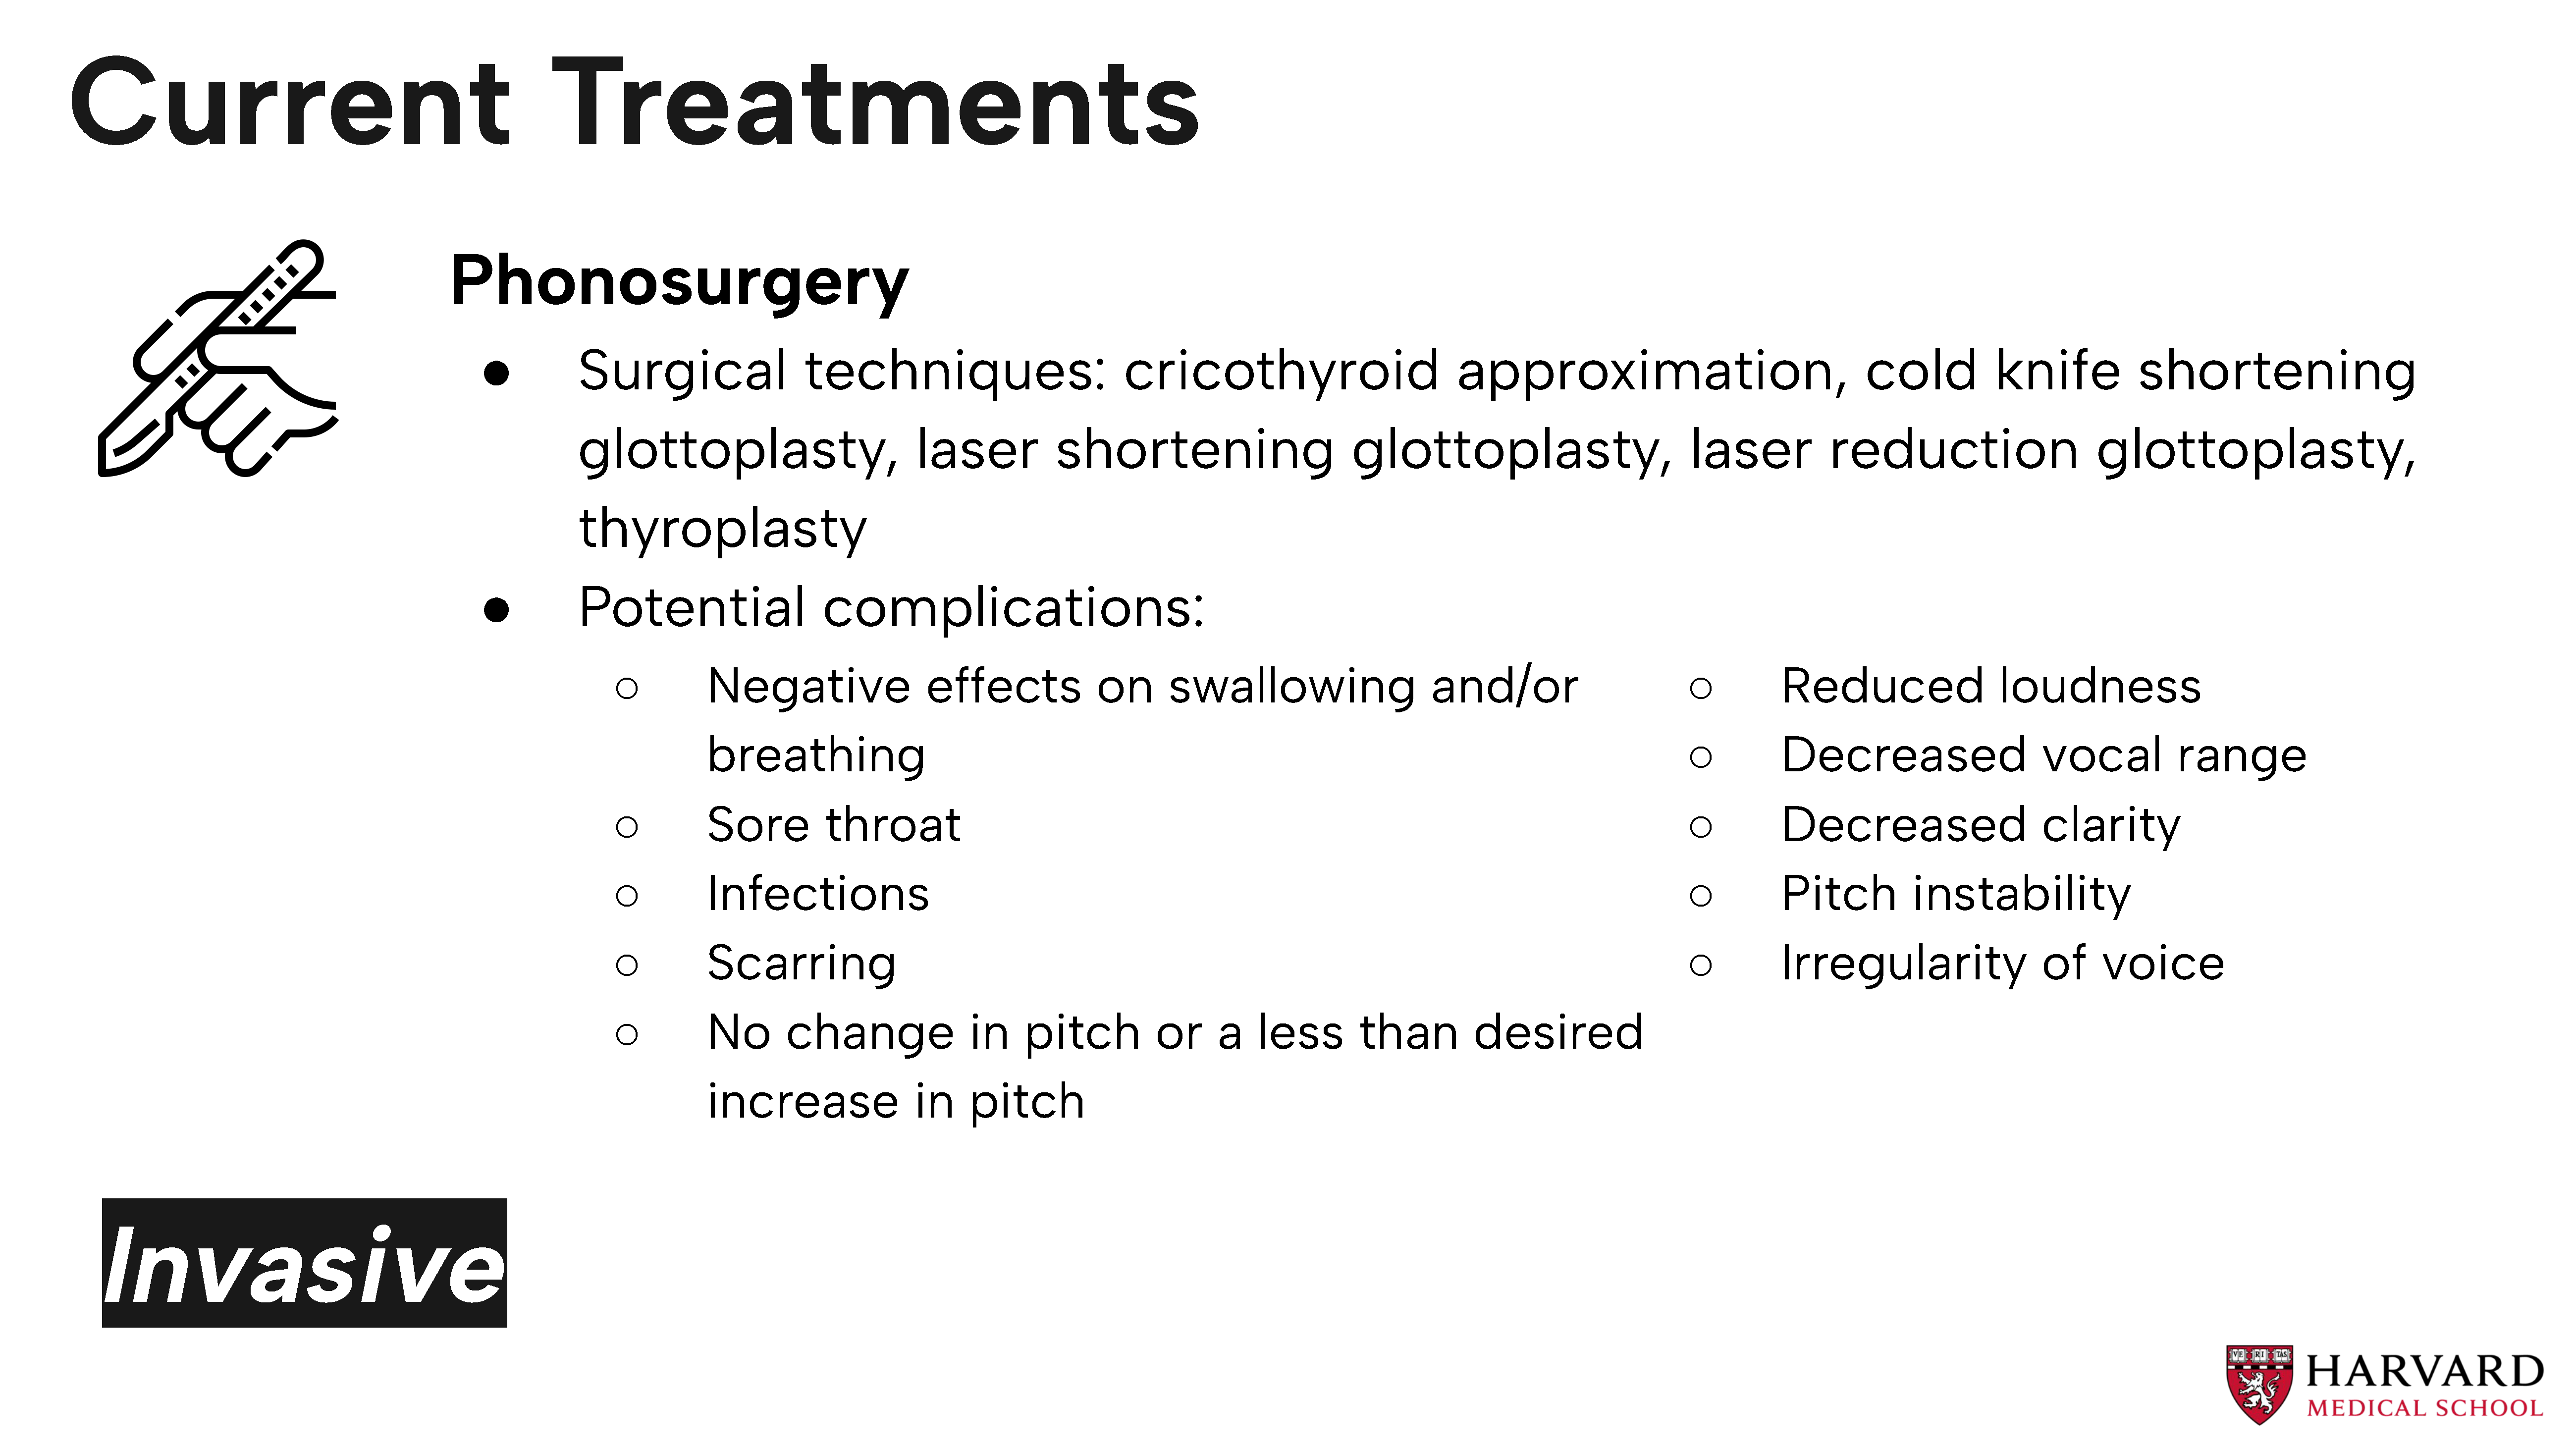 Current Treatments
Phonosurgery
● Surgical techniques: cricothyroid approximation, cold knife shortening
glottoplasty, laser shortening glottoplasty, laser reduction glottoplasty,
thyroplasty
● Potential complications:
○ Negative effects on swallowing and/or
breathing
○ Sore throat
○ Infections
○ Scarring
○ No change in pitch or a less than desired
increase in pitch
○ Reduced loudness
○ Decreased vocal range
○ Decreased clarity
○ Pitch instability
○ Irregularity of voice
Invasive
VE RI TAS
HARVARD
MEDICAL SCHOOL